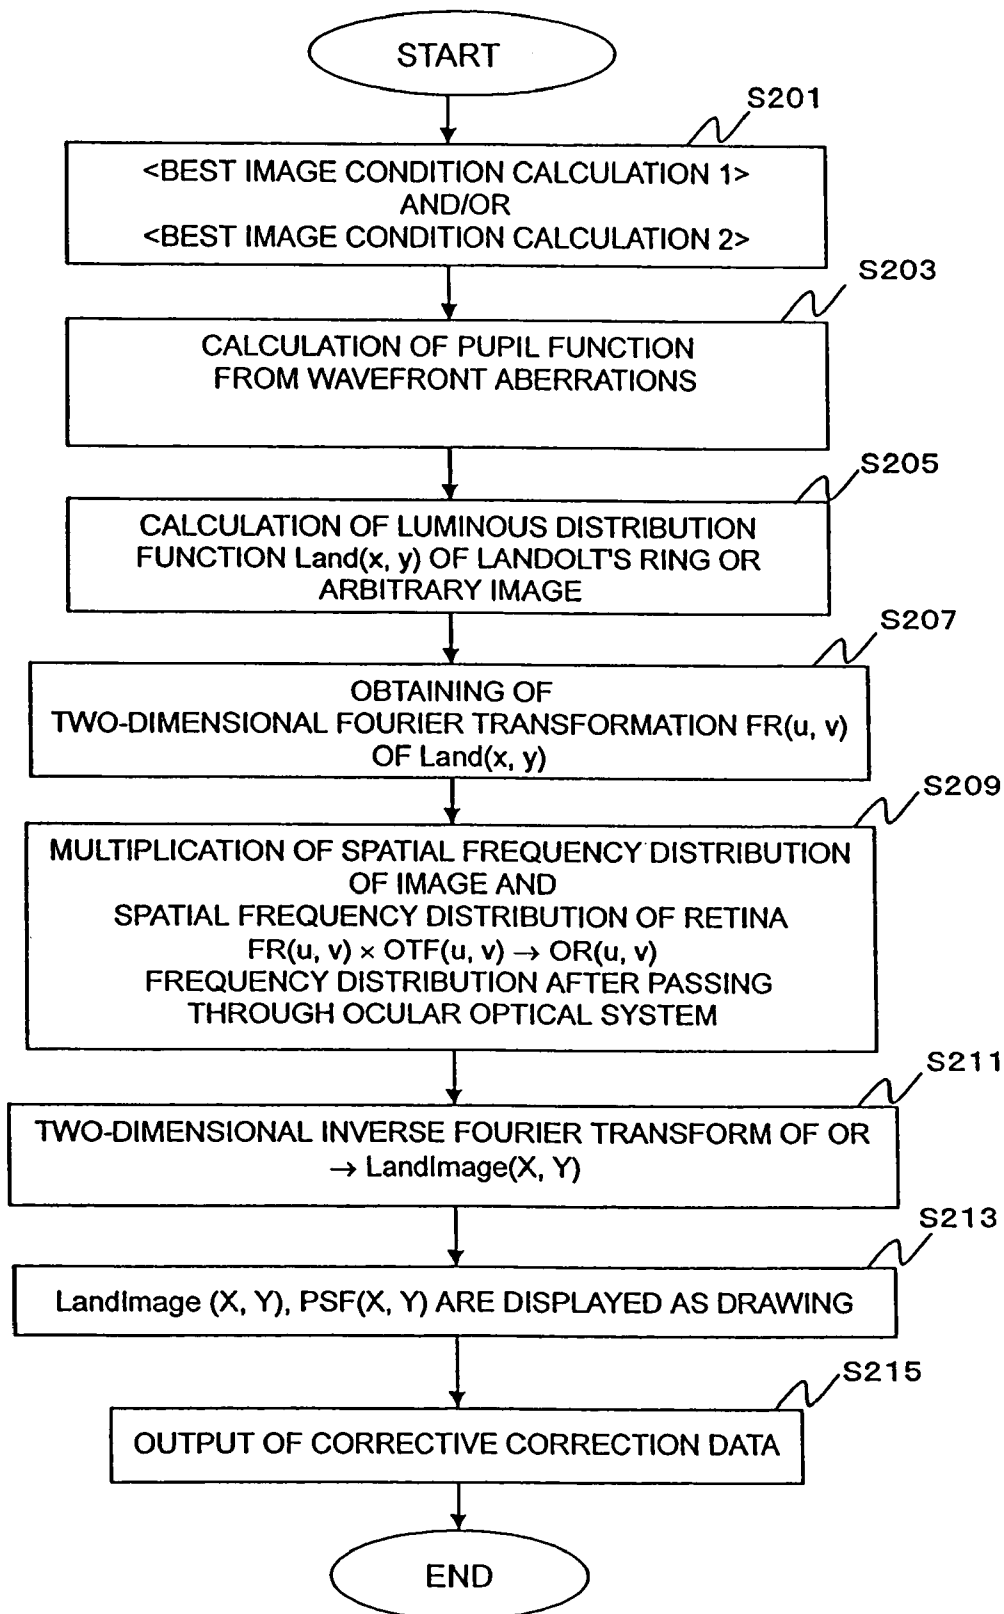 START
S201
<BEST IMAGE CONDITION CALCULATION 1>
AND/OR
<BEST IMAGE CONDITION CALCULATION 2>
S203
CALCULATION OF PUPIL FUNCTION
FROM WAVEFRONT ABERRATIONS
S205
CALCULATION OF LUMINOUS DISTRIBUTION
FUNCTION Land(x, y) OF LANDOLT'S RING OR
ARBITRARY IMAGE
S207
OBTAINING OF
TWO-DIMENSIONAL FOURIER TRANSFORMATION FR(u, v)
OF Land(x, y)
S209
MULTIPLICATION OF SPATIAL FREQUENCY DISTRIBUTION
OF IMAGE AND
SPATIAL FREQUENCY DISTRIBUTION OF RETINA
FR(u, v) × OTF(u, v) → OR(u, v)
FREQUENCY DISTRIBUTION AFTER PASSING
THROUGH OCULAR OPTICAL SYSTEM
S211
TWO-DIMENSIONAL INVERSE FOURIER TRANSFORM OF OR
→ LandImage(X, Y)
S213
LandImage (X, Y), PSF(X, Y) ARE DISPLAYED AS DRAWING
S215
OUTPUT OF CORRECTIVE CORRECTION DATA
END